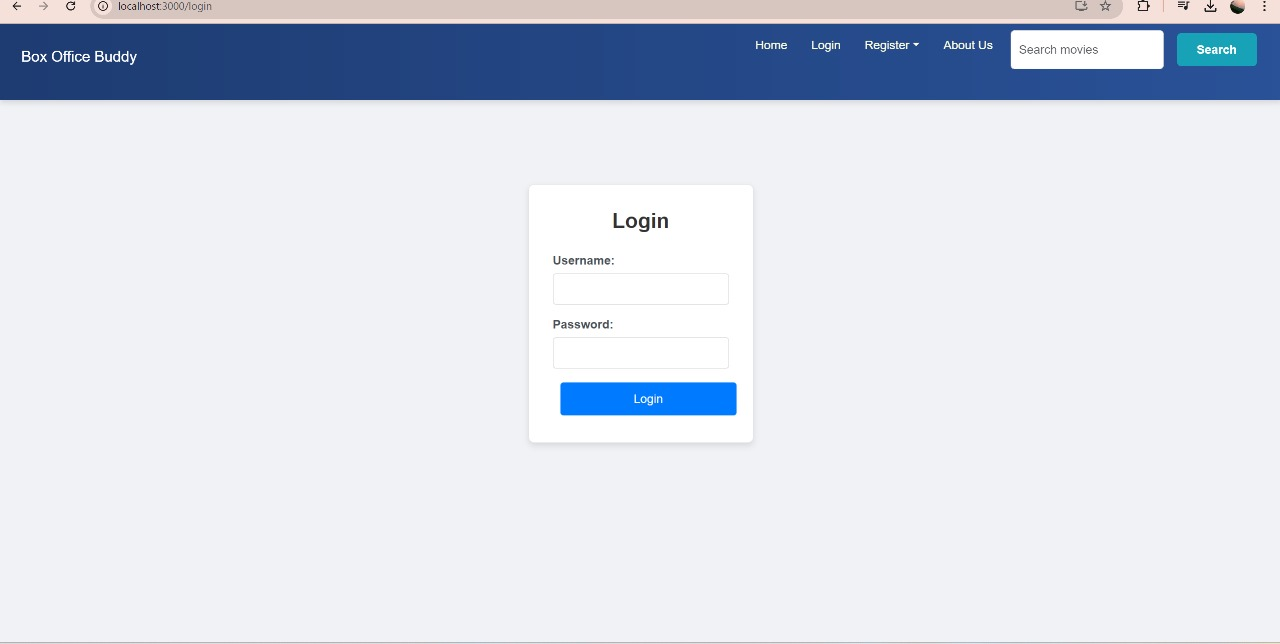 localhost:3000/login
Box Office Buddy
Home Login Register About Us Search movies Search
Login
Username:
Password:
Login